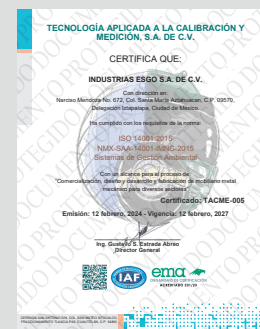 TECNOLOGÍA APLICADA A LA CALIBRACIÓN Y
MEDICIÓN, S.A. DE C.V.
CERTIFICA QUE:
INDUSTRIAS ESGO S.A. DE C.V.
Con dirección en:
Narciso Mendoza No. 672, Col. Santa María Aztahuacan, C.P. 09570,
Delegación Iztapalapa, Ciudad de México.
Ha cumplido con los requisitos de la norma:
ISO 14001:2015
NMX-SAA-14001-IMNC-2015
Sistemas de Gestión Ambiental
Con un alcance para el proceso de
"Comercialización, diseño y desarrollo y fabricación de mobiliario metal
mecánico para diversos sectores"
Certificado: TACME-005
Emisión: 12 febrero, 2024 - Vigencia: 12 febrero, 2027
Ing. Gustavo S. Estrada Abreo
Director General
IAF
ema
ORGANISMO DE CERTIFICACIÓN